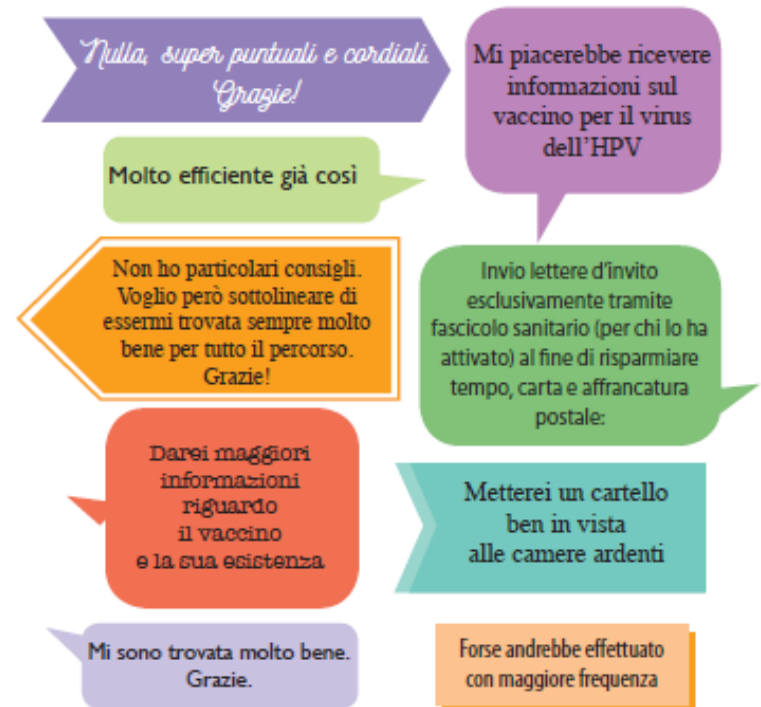 Nulla, super puntuali e cordiali.
Grazie!
Mi piacerebbe ricevere
informazioni sul
vaccino per il virus
dell'HPV
Molto efficiente già così
Non ho particolari consigli.
Voglio però sottolineare di
essermi trovata sempre molto
bene per tutto il percorso.
Grazie!
Invio lettere d'invito
esclusivamente tramite
fascicolo sanitario (per chi lo ha
attivato) al fine di risparmiare
tempo, carta e affrancatura
postale:
Darei maggiori
informazioni
riguardo
il vaccino
e la sua esistenza
Metterei un cartello
ben in vista
alle camere ardenti
Mi sono trovata molto bene.
Grazie.
Forse andrebbe effettuato
con maggiore frequenza